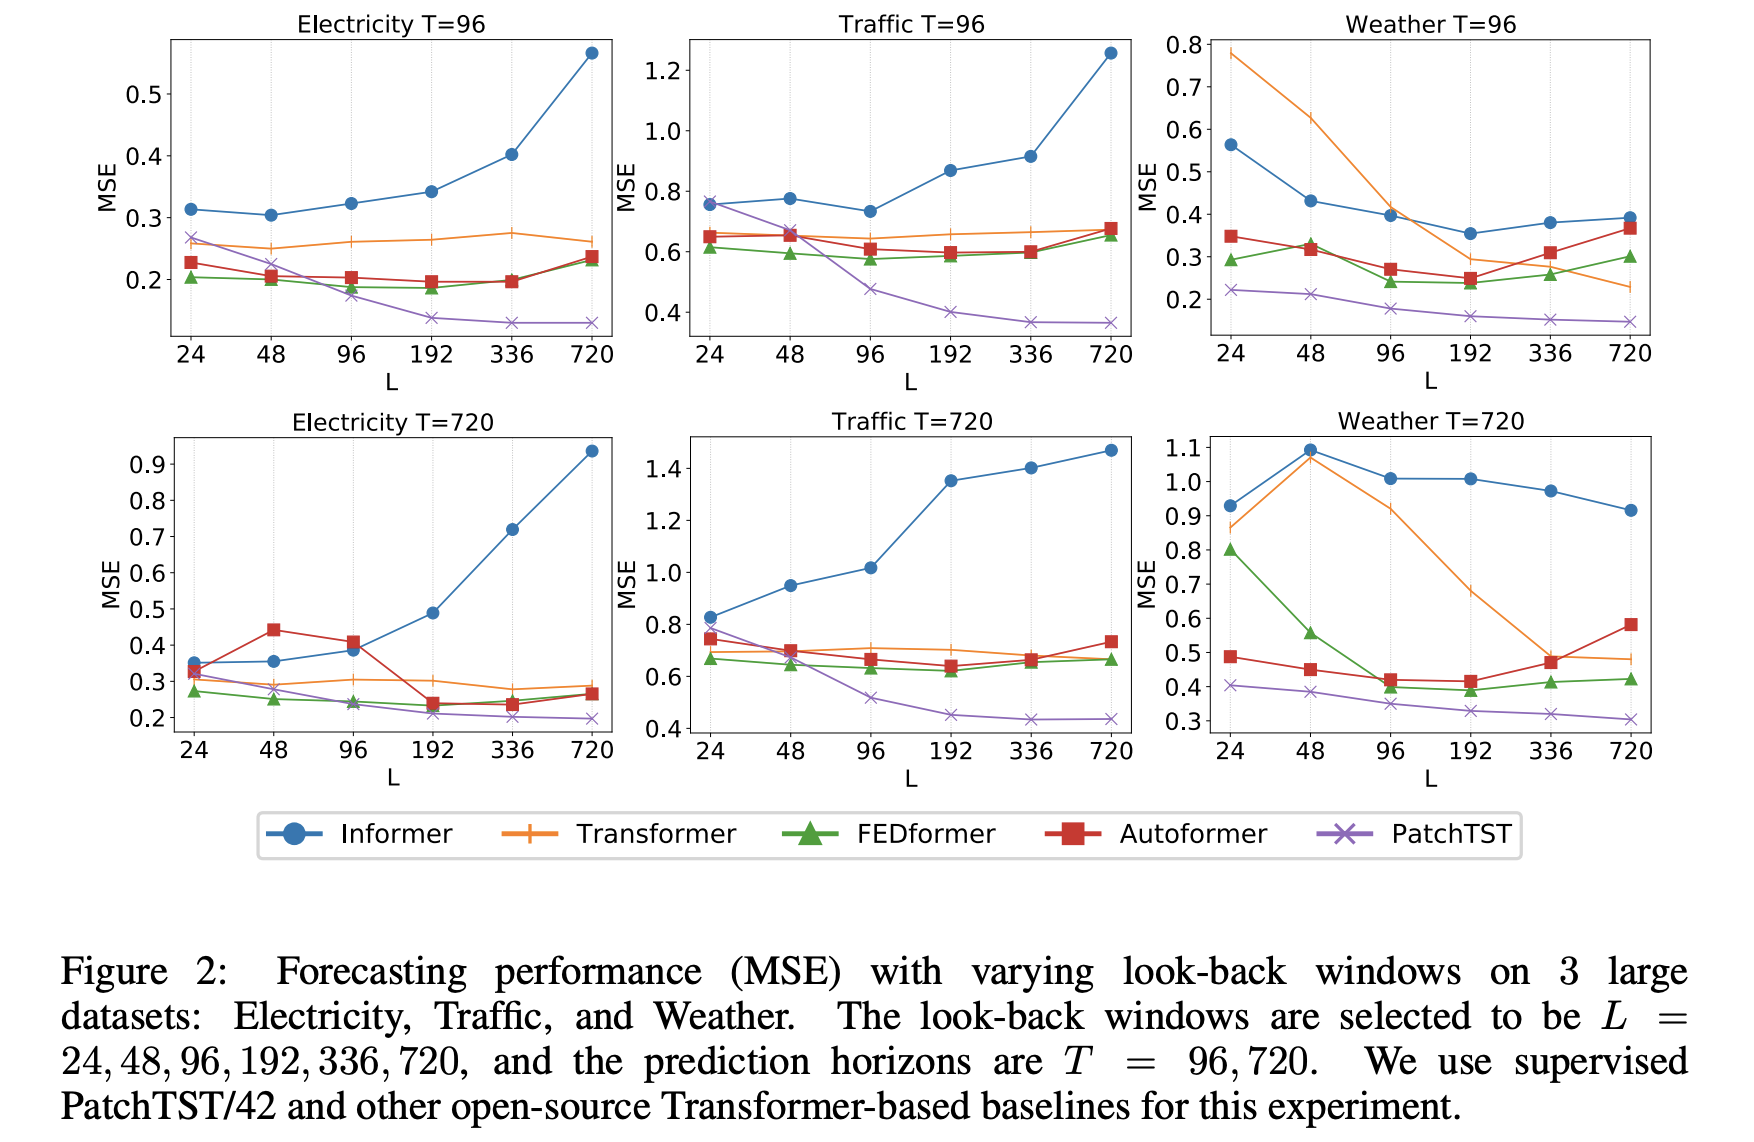 Electricity T=96
MSE
0.5
0.4
0.3
0.2
24 48 96 192 336 720
L
Traffic T=96
MSE
1.2
1.0
0.8
0.6
0.4
24 48 96 192 336 720
L
Weather T=96
MSE
0.8
0.7
0.6
0.5
0.4
0.3
0.2
24 48 96 192 336 720
L
Electricity T=720
MSE
0.9
0.8
0.7
0.6
0.5
0.4
0.3
0.2
24 48 96 192 336 720
L
Traffic T=720
MSE
1.4
1.2
1.0
0.8
0.6
0.4
24 48 96 192 336 720
L
Weather T=720
MSE
1.1
1.0
0.9
0.8
0.7
0.6
0.5
0.4
0.3
24 48 96 192 336 720
L
Informer Transformer FEDformer Autoformer PatchTST
Figure 2: Forecasting performance (MSE) with varying look-back windows on 3 large
datasets: Electricity, Traffic, and Weather. The look-back windows are selected to be L =
24, 48, 96, 192, 336, 720, and the prediction horizons are T = 96, 720. We use supervised
PatchTST/42 and other open-source Transformer-based baselines for this experiment.